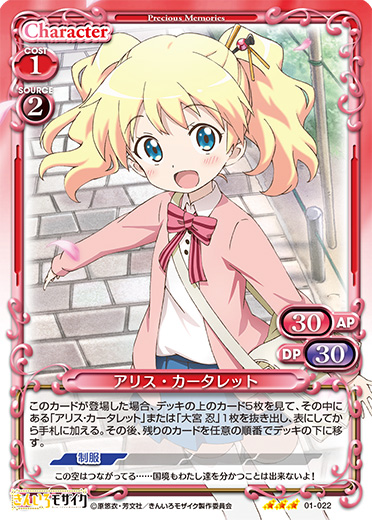 Precious Memories
Character
COST
1
SOURCE
2
30 AP
DP 30
アリス・カータレット
このカードが登場した場合、デッキの上のカード5枚を見て、その中に
ある「アリス・カータレット」または「大宮 忍」1枚を抜き出し、表にしてか
ら手札に加える。その後、残りのカードを任意の順番でデッキの下に移
す。
制服
この空はつながってる……国境もわたし達を分かつことは出来ないよ!
きんいろモザイク
©原悠衣・芳文社/きんいろモザイク製作委員会
01-022